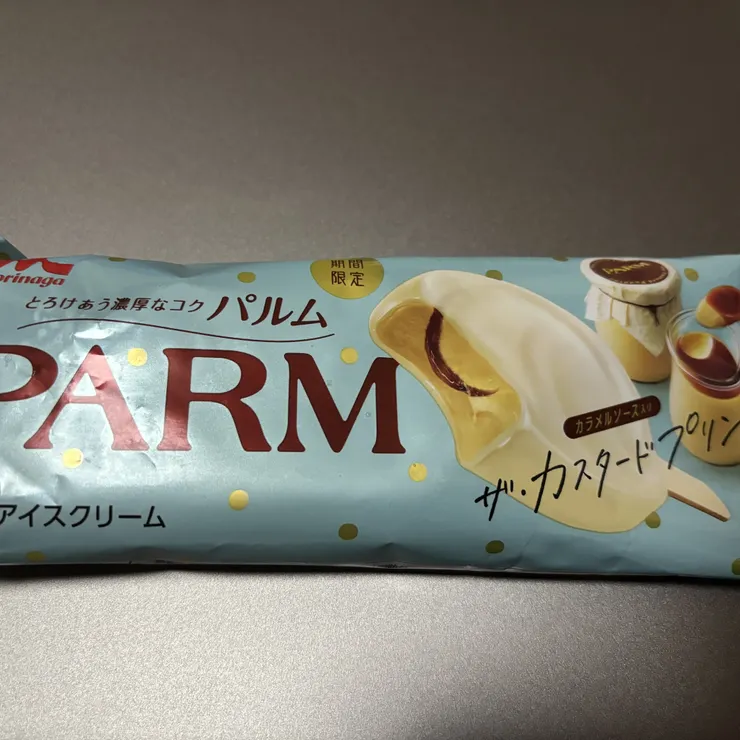 morinaga
期間
限定
とろけあう濃厚なコク パルム
PARM
アイスクリーム
PARM
カラメルソース入り
ザ・カスタードプリン